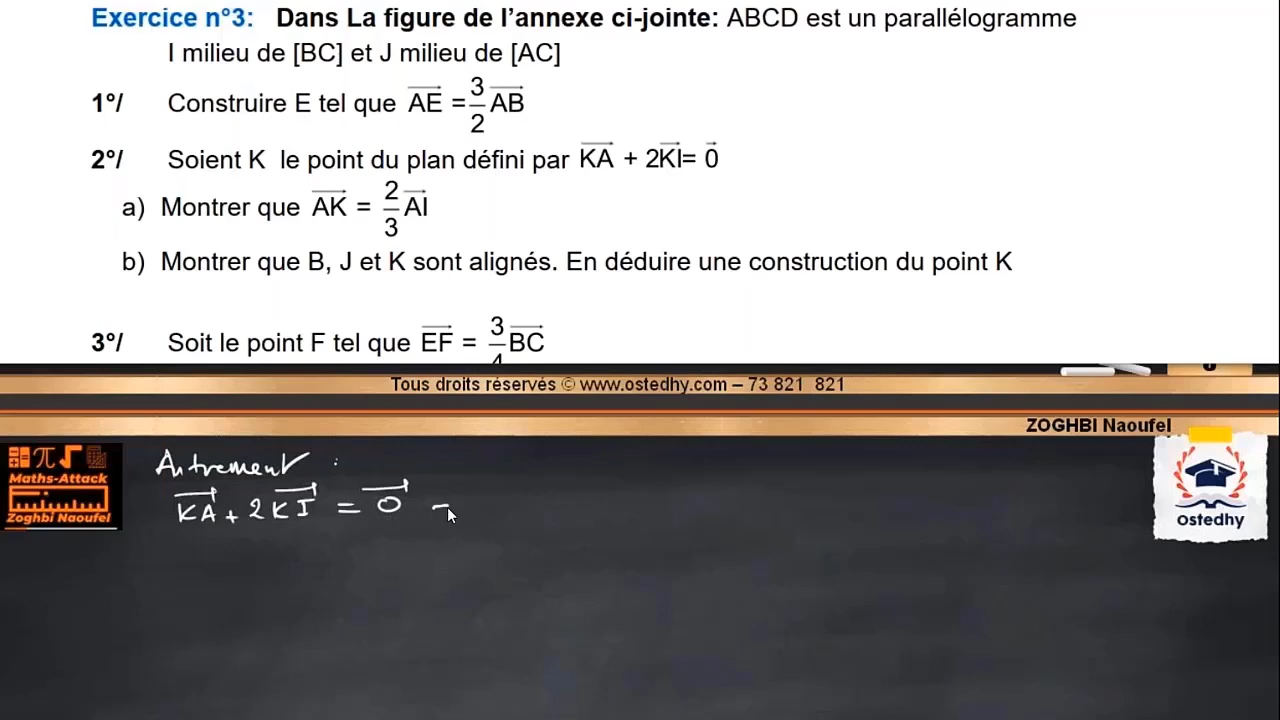 Exercice n°3: Dans La figure de l’annexe ci-jointe: ABCD est un parallélogramme
I milieu de [BC] et J milieu de [AC]
1°/ Construire E tel que AE = 3/2 AB
2°/ Soient K le point du plan défini par KA + 2KI= 0
a) Montrer que AK = 2/3 AI
b) Montrer que B, J et K sont alignés. En déduire une construction du point K
3°/ Soit le point F tel que EF = 3/4 BC
Tous droits réservés © www.ostedhy.com – 73 821 821
ZOGHBI Naoufel
Maths-Attack
Zoghbi Naoufel
Autrement :
KA + 2KI = 0
ostedhy